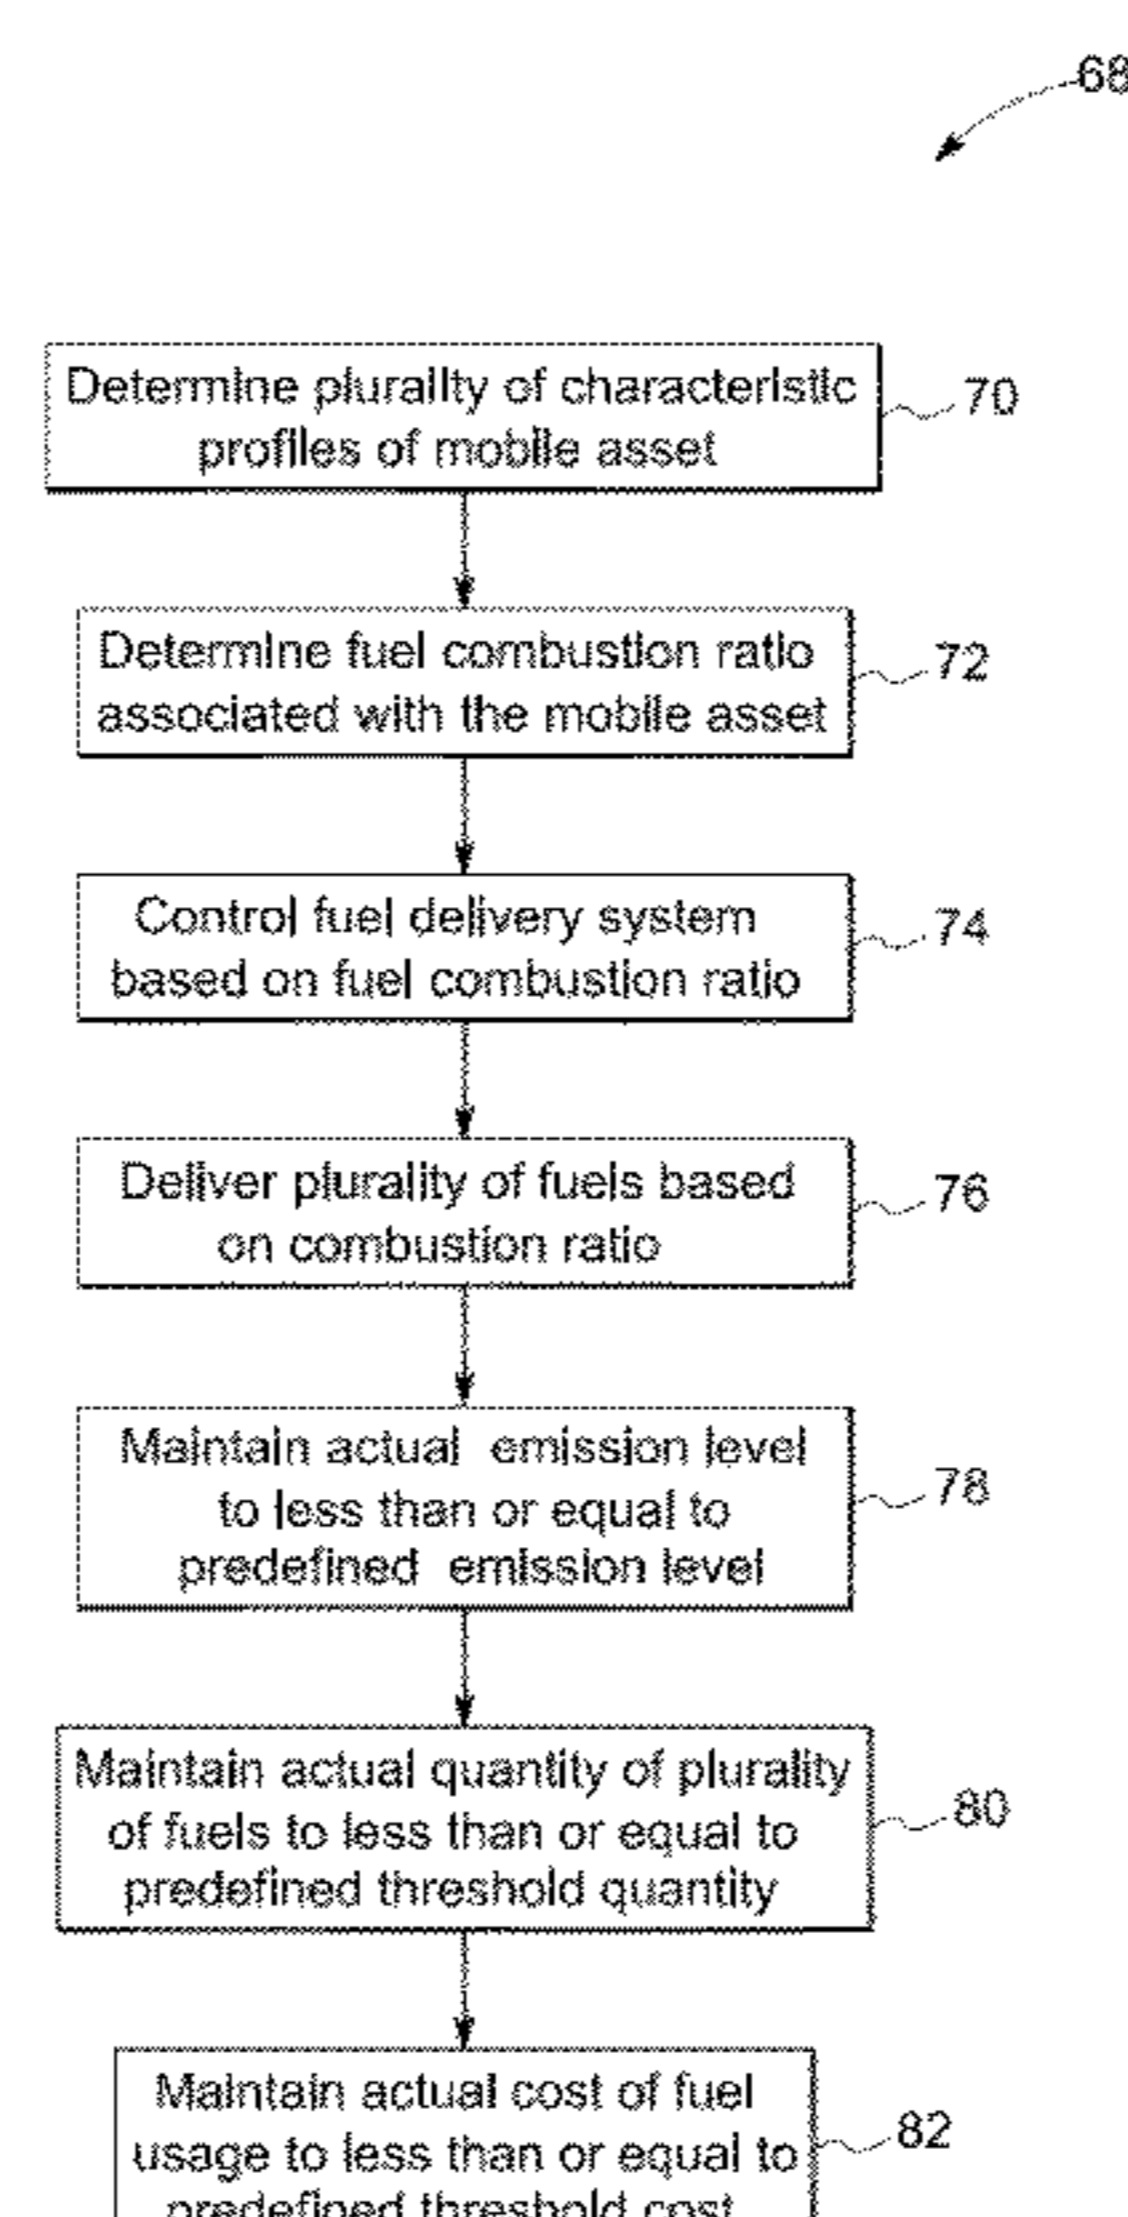 68
Determine plurality of characteristic
profiles of mobile asset
70
Determine fuel combustion ratio
associated with the mobile asset
72
Control fuel delivery system
based on fuel combustion ratio
74
Deliver plurality of fuels based
on combustion ratio
76
Maintain actual emission level
to less than or equal to
predefined emission level
78
Maintain actual quantity of plurality
of fuels to less than or equal to
predefined threshold quantity
80
Maintain actual cost of fuel
usage to less than or equal to
predefined threshold cost
82